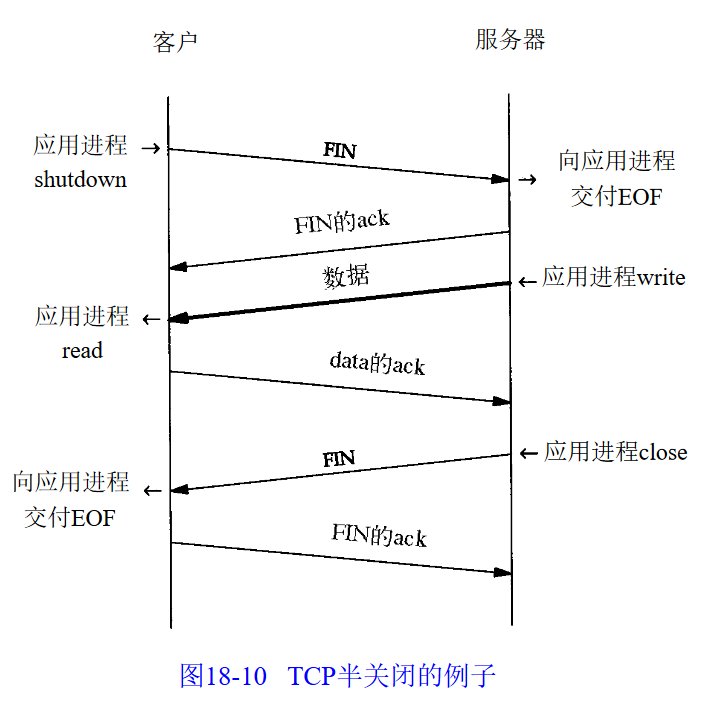 客户
服务器
应用进程
shutdown
FIN
向应用进程
交付EOF
FIN的ack
数据
应用进程write
应用进程
read
data的ack
应用进程close
FIN
向应用进程
交付EOF
FIN的ack
图18-10 TCP半关闭的例子